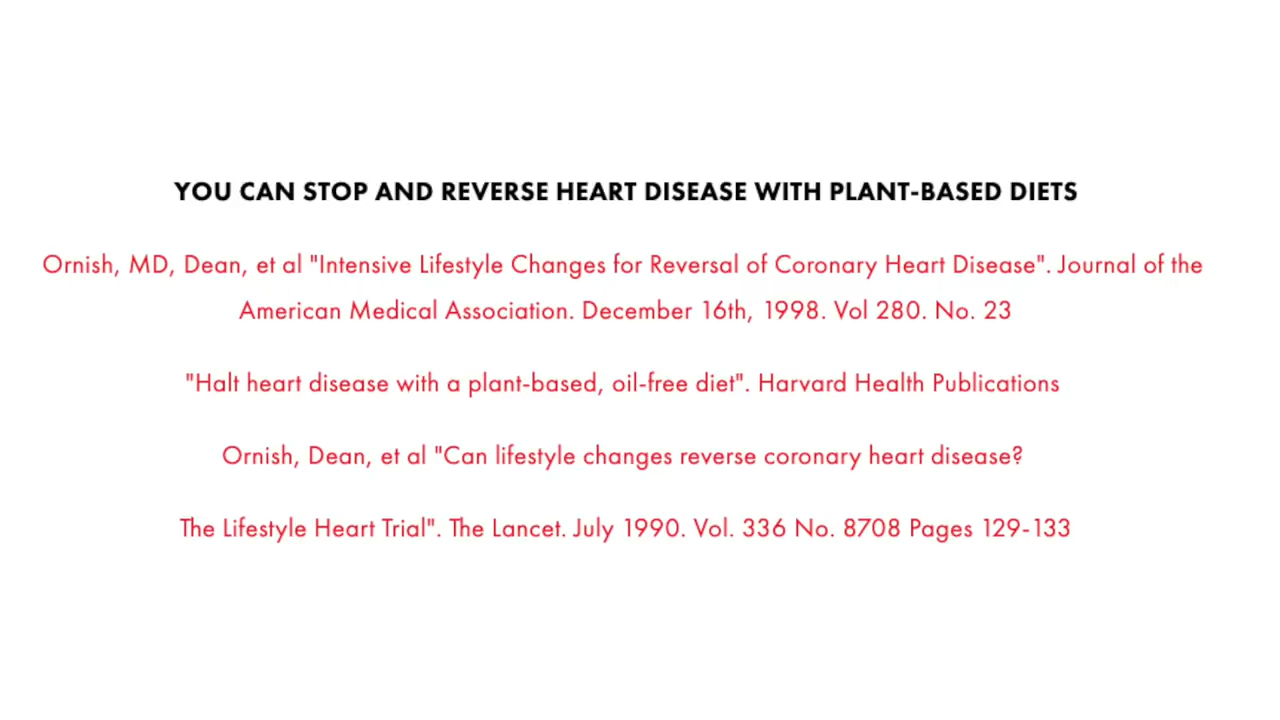 YOU CAN STOP AND REVERSE HEART DISEASE WITH PLANT-BASED DIETS
Ornish, MD, Dean, et al "Intensive Lifestyle Changes for Reversal of Coronary Heart Disease". Journal of the
American Medical Association. December 16th, 1998. Vol 280. No. 23
"Halt heart disease with a plant-based, oil-free diet". Harvard Health Publications
Ornish, Dean, et al "Can lifestyle changes reverse coronary heart disease?
The Lifestyle Heart Trial". The Lancet. July 1990. Vol. 336 No. 8708 Pages 129-133